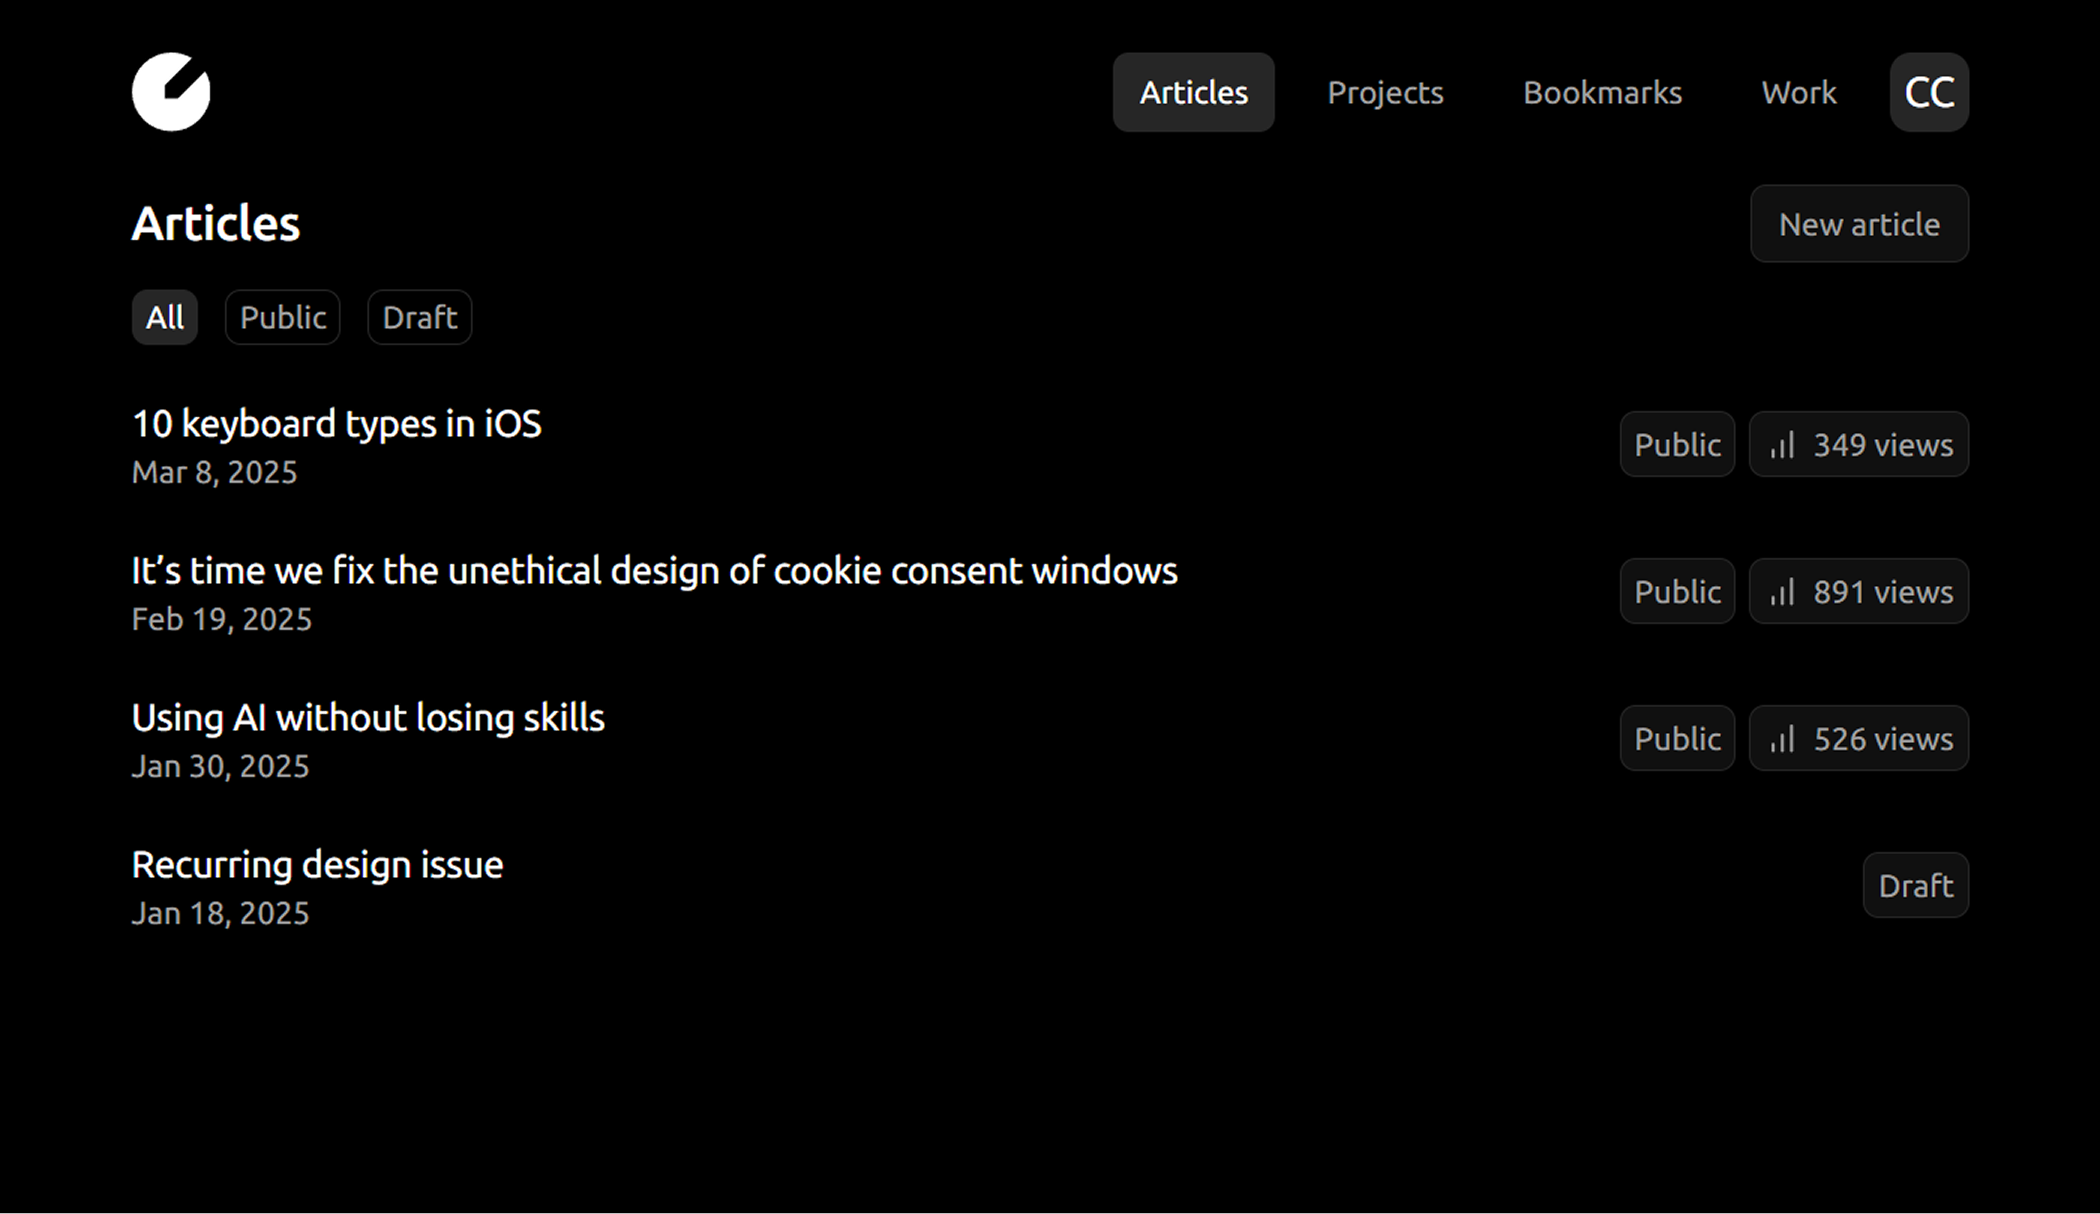 Articles Projects Bookmarks Work CC
Articles New article
All Public Draft
10 keyboard types in iOS
Mar 8, 2025
Public 349 views
It’s time we fix the unethical design of cookie consent windows
Feb 19, 2025
Public 891 views
Using AI without losing skills
Jan 30, 2025
Public 526 views
Recurring design issue
Jan 18, 2025
Draft